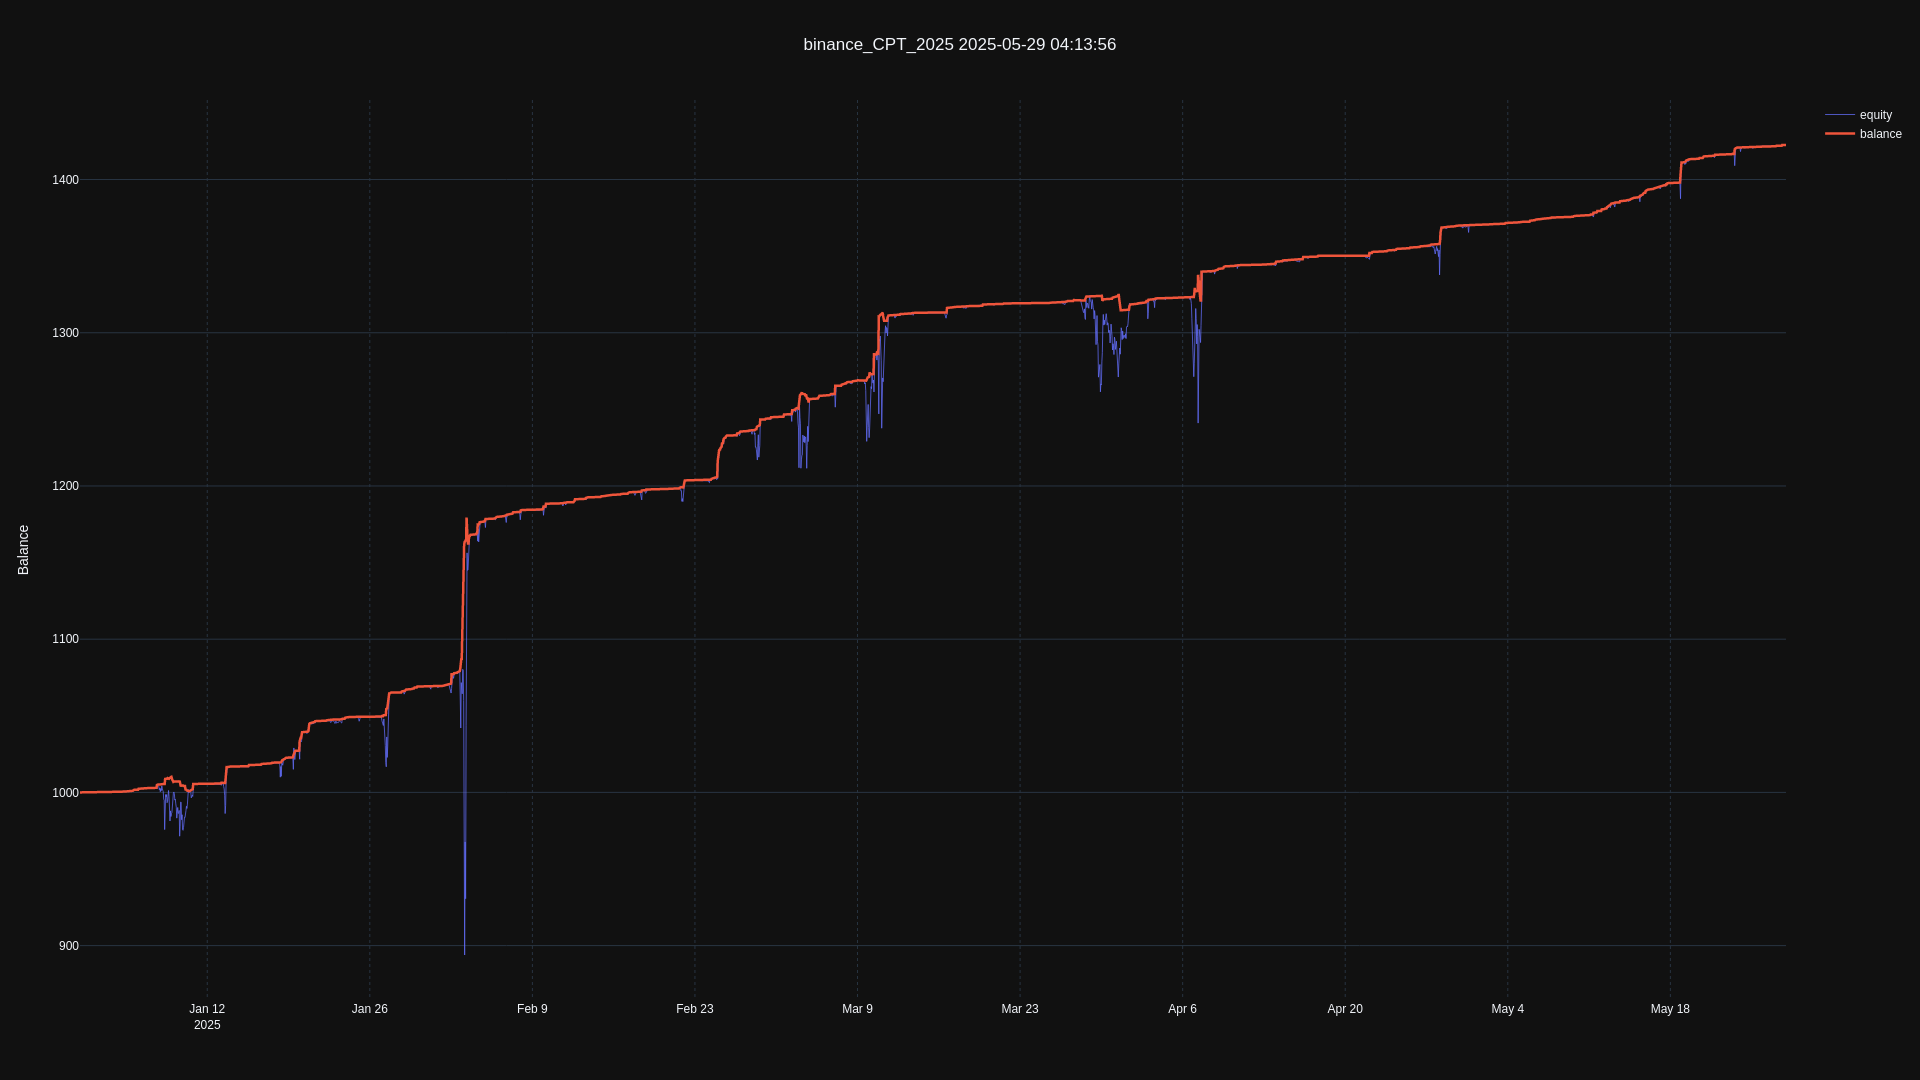 binance_CPT_2025 2025-05-29 04:13:56
equity
balance
1400
1300
1200
1100
1000
900
Balance
Jan 12
2025
Jan 26
Feb 9
Feb 23
Mar 9
Mar 23
Apr 6
Apr 20
May 4
May 18